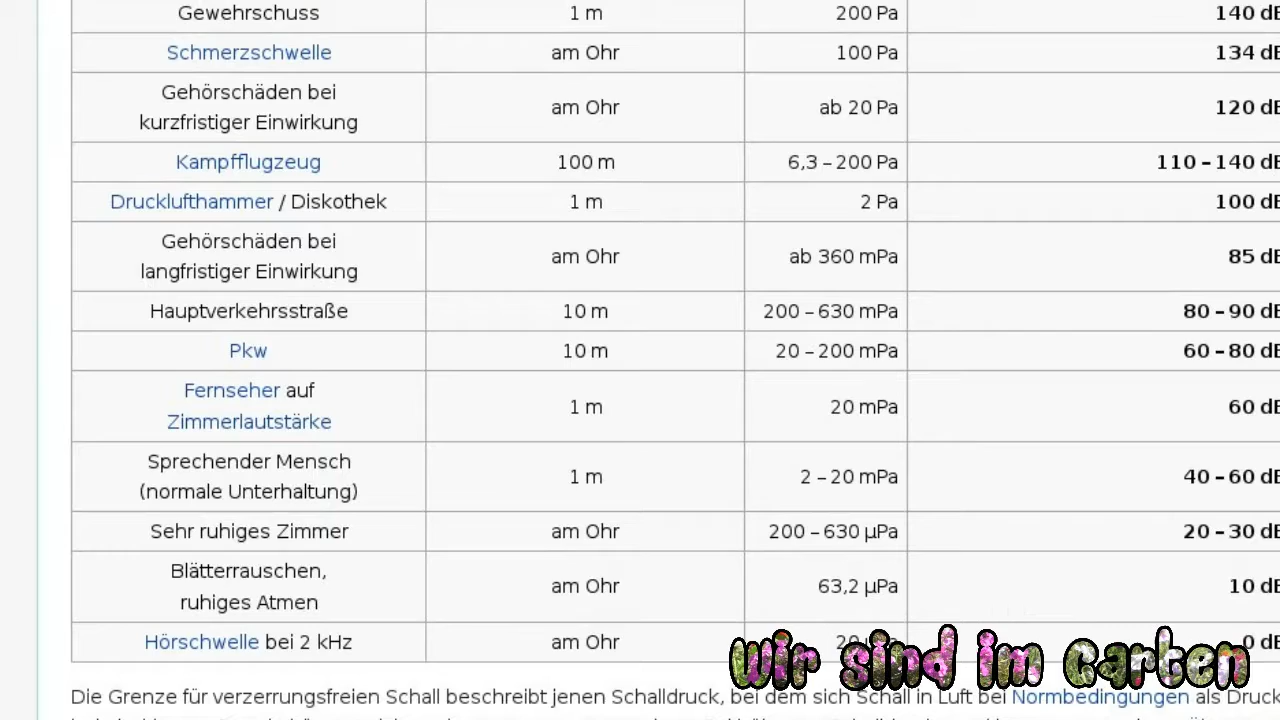 Gewehrschuss 1 m 200 Pa 140 dB
Schmerzschwelle am Ohr 100 Pa 134 dB
Gehörschäden bei
kurzfristiger Einwirkung am Ohr ab 20 Pa 120 dB
Kampfflugzeug 100 m 6,3 – 200 Pa 110 – 140 dB
Drucklufthammer / Diskothek 1 m 2 Pa 100 dB
Gehörschäden bei
langfristiger Einwirkung am Ohr ab 360 mPa 85 dB
Hauptverkehrsstraße 10 m 200 – 630 mPa 80 – 90 dB
Pkw 10 m 20 – 200 mPa 60 – 80 dB
Fernseher auf
Zimmerlautstärke 1 m 20 mPa 60 dB
Sprechender Mensch
(normale Unterhaltung) 1 m 2 – 20 mPa 40 – 60 dB
Sehr ruhiges Zimmer am Ohr 200 – 630 µPa 20 – 30 dB
Blätterrauschen,
ruhiges Atmen am Ohr 63,2 µPa 10 dB
Hörschwelle bei 2 kHz am Ohr 20 µPa 0 dB
Wir sind im Garten
Die Grenze für verzerrungsfreien Schall beschreibt jenen Schalldruck, bei dem sich Schall in Luft bei Normbedingungen als Druck